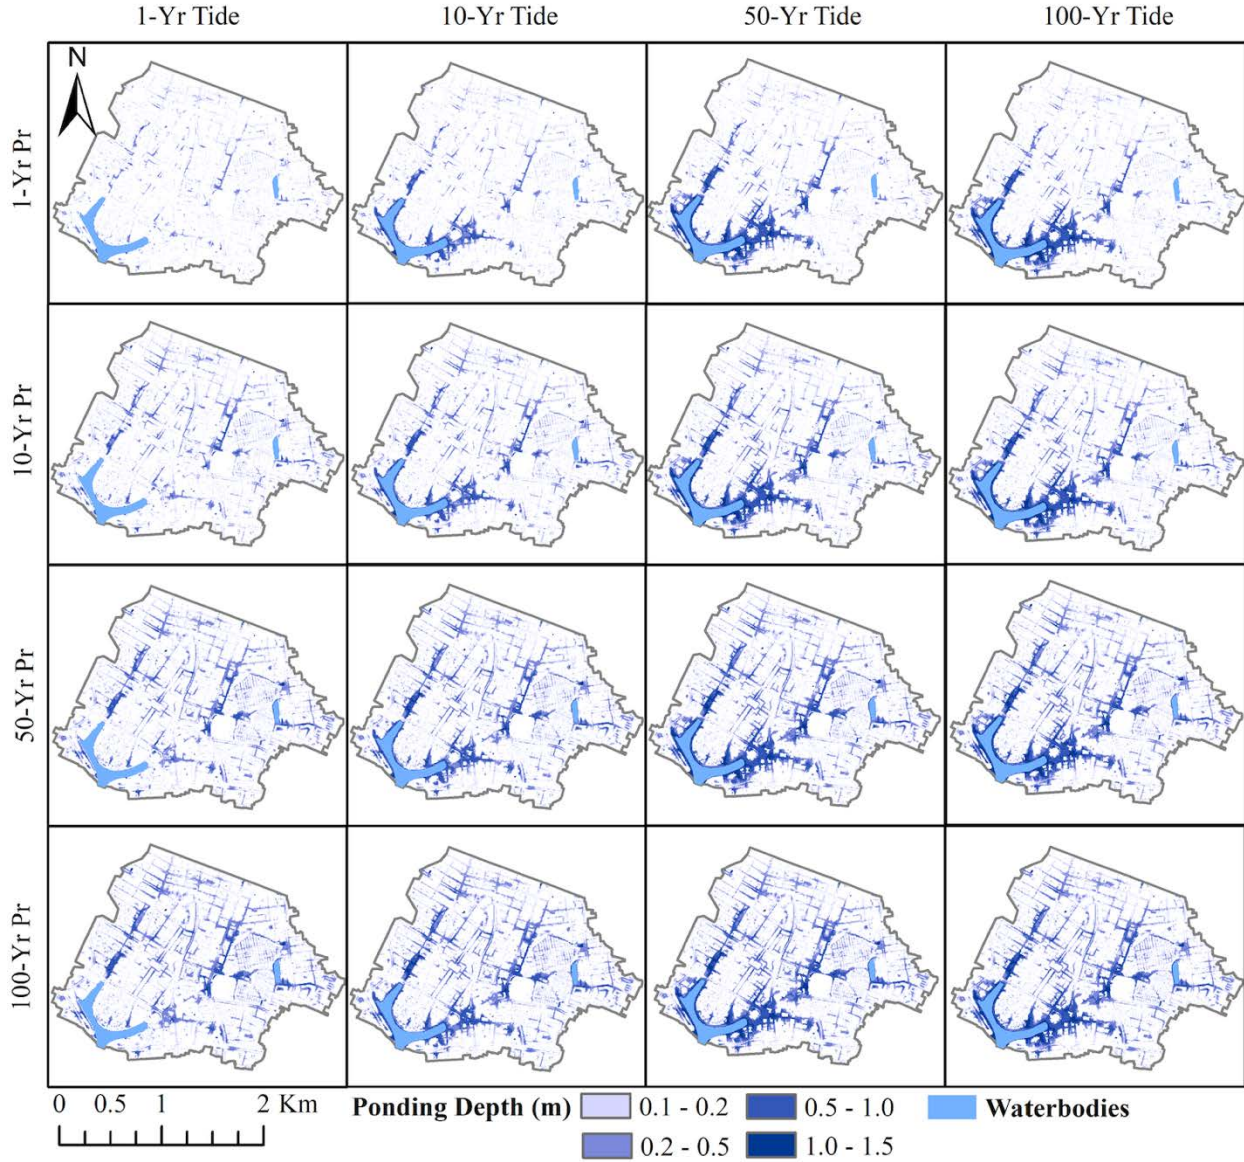 1-Yr Tide 10-Yr Tide 50-Yr Tide 100-Yr Tide
N
1-Yr Pr
10-Yr Pr
50-Yr Pr
100-Yr Pr
0 0.5 1 2 Km
Ponding Depth (m) 0.1 - 0.2 0.5 - 1.0 Waterbodies
0.2 - 0.5 1.0 - 1.5